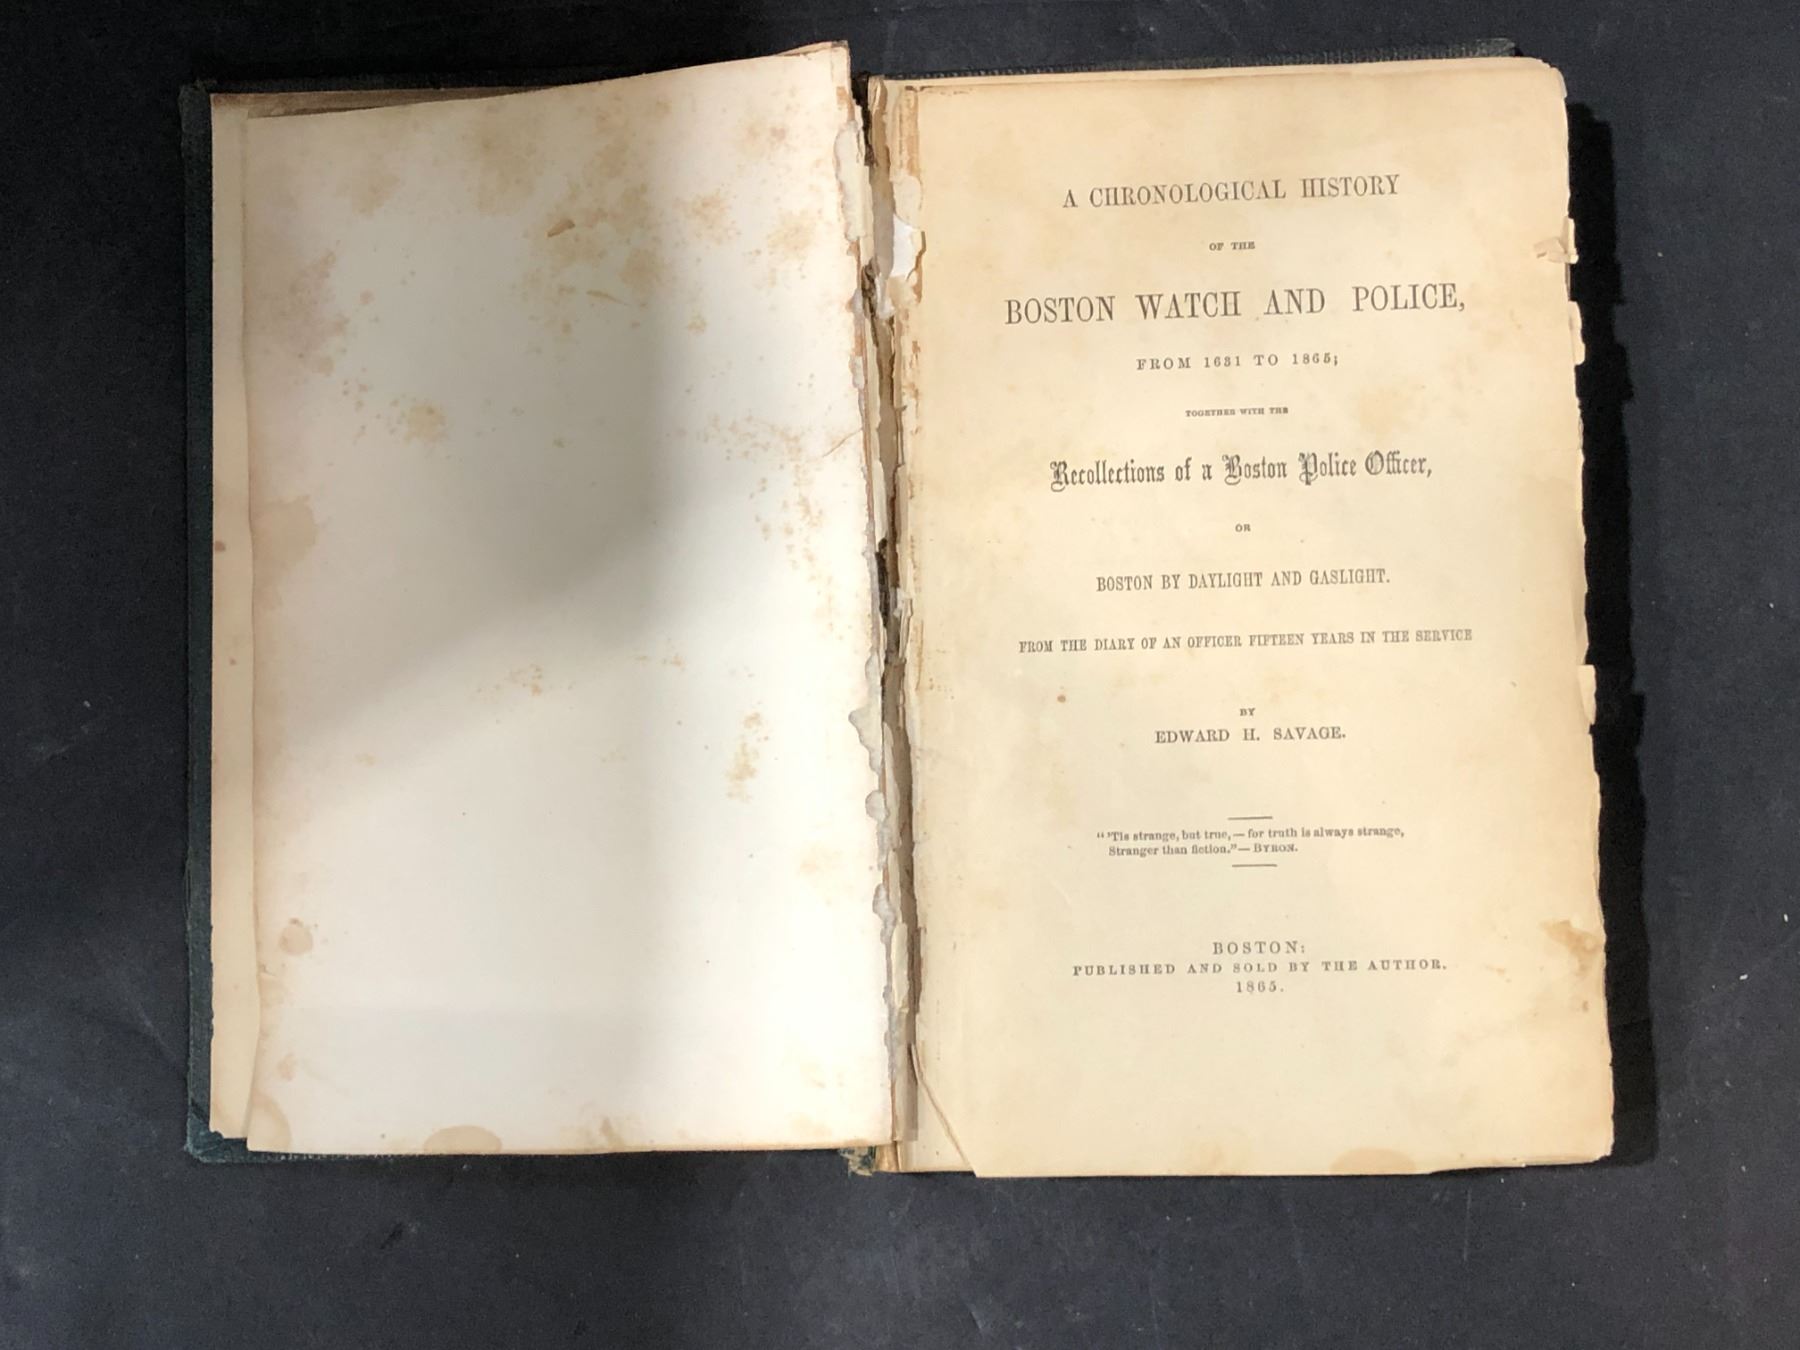 A CHRONOLOGICAL HISTORY
OF THE
BOSTON WATCH AND POLICE,
FROM 1631 TO 1865;
TOGETHER WITH THE
Recollections of a Boston Police Officer,
OR
BOSTON BY DAYLIGHT AND GASLIGHT.
FROM THE DIARY OF AN OFFICER FIFTEEN YEARS IN THE SERVICE
BY
EDWARD H. SAVAGE.
"'Tis strange, but true,—for truth is always strange,
Stranger than fiction."—BYRON.
BOSTON:
PUBLISHED AND SOLD BY THE AUTHOR.
1865.